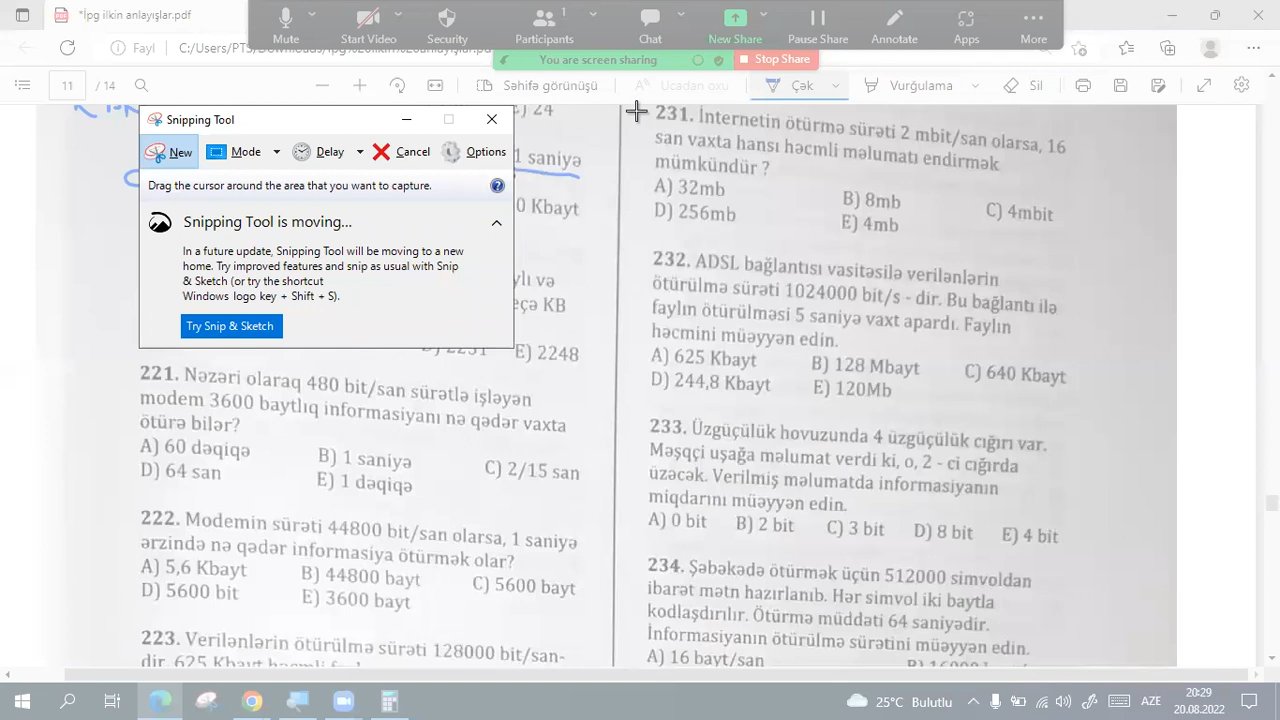 *İpg ilkin anlayışlar.pdf
Mute
Start Video
Security
Participants
1
Chat
New Share
Pause Share
Annotate
Apps
More
Fayl
C:/Users/PTS/Downloads/İpg%20ilkin%20anlayışlar.pdf
You are screen sharing
Stop Share
11 / 14
Səhifə görünüşü
Ucadan oxu
Çək
Vurğulama
Sil
Snipping Tool
New
Mode
Delay
Cancel
Options
Drag the cursor around the area that you want to capture.
Snipping Tool is moving...
In a future update, Snipping Tool will be moving to a new
home. Try improved features and snip as usual with Snip
& Sketch (or try the shortcut
Windows logo key + Shift + S).
Try Snip & Sketch
24
1 saniyə
0 Kbayt
ylı və
eçə KB
D) 2251 E) 2248
221. Nəzəri olaraq 480 bit/san sürətlə işləyən
modem 3600 baytlıq informasiyanı nə qədər vaxta
ötürə bilər?
A) 60 dəqiqə B) 1 saniyə C) 2/15 san
D) 64 san E) 1 dəqiqə
222. Modemin sürəti 44800 bit/san olarsa, 1 saniyə
ərzində nə qədər informasiya ötürmək olar?
A) 5,6 Kbayt B) 44800 bayt C) 5600 bayt
D) 5600 bit E) 3600 bayt
223. Verilənlərin ötürülmə sürəti 128000 bit/san-
dir. 625 Kbayt həcmli
231. İnternetin ötürmə sürəti 2 mbit/san olarsa, 16
san vaxta hansı həcmli məlumatı endirmək
mümkündür ?
A) 32mb B) 8mb C) 4mbit
D) 256mb E) 4mb
232. ADSL bağlantısı vasitəsilə verilənlərin
ötürülmə sürəti 1024000 bit/s - dir. Bu bağlantı ilə
faylın ötürülməsi 5 saniyə vaxt apardı. Faylın
həcmini müəyyən edin.
A) 625 Kbayt B) 128 Mbayt C) 640 Kbayt
D) 244,8 Kbayt E) 120Mb
233. Üzgüçülük hovuzunda 4 üzgüçülük cığırı var.
Məşqçi uşağa məlumat verdi ki, o, 2 - ci cığırda
üzəcək. Verilmiş məlumatda informasiyanın
miqdarını müəyyən edin.
A) 0 bit B) 2 bit C) 3 bit D) 8 bit E) 4 bit
234. Şəbəkədə ötürmək üçün 512000 simvoldan
ibarət mətn hazırlanıb. Hər simvol iki baytla
kodlaşdırılır. Ötürmə müddəti 64 saniyədir.
İnformasiyanın ötürülmə sürətini müəyyən edin.
A) 16 bayt/san
25°C Bulutlu
AZE
20:29
20.08.2022